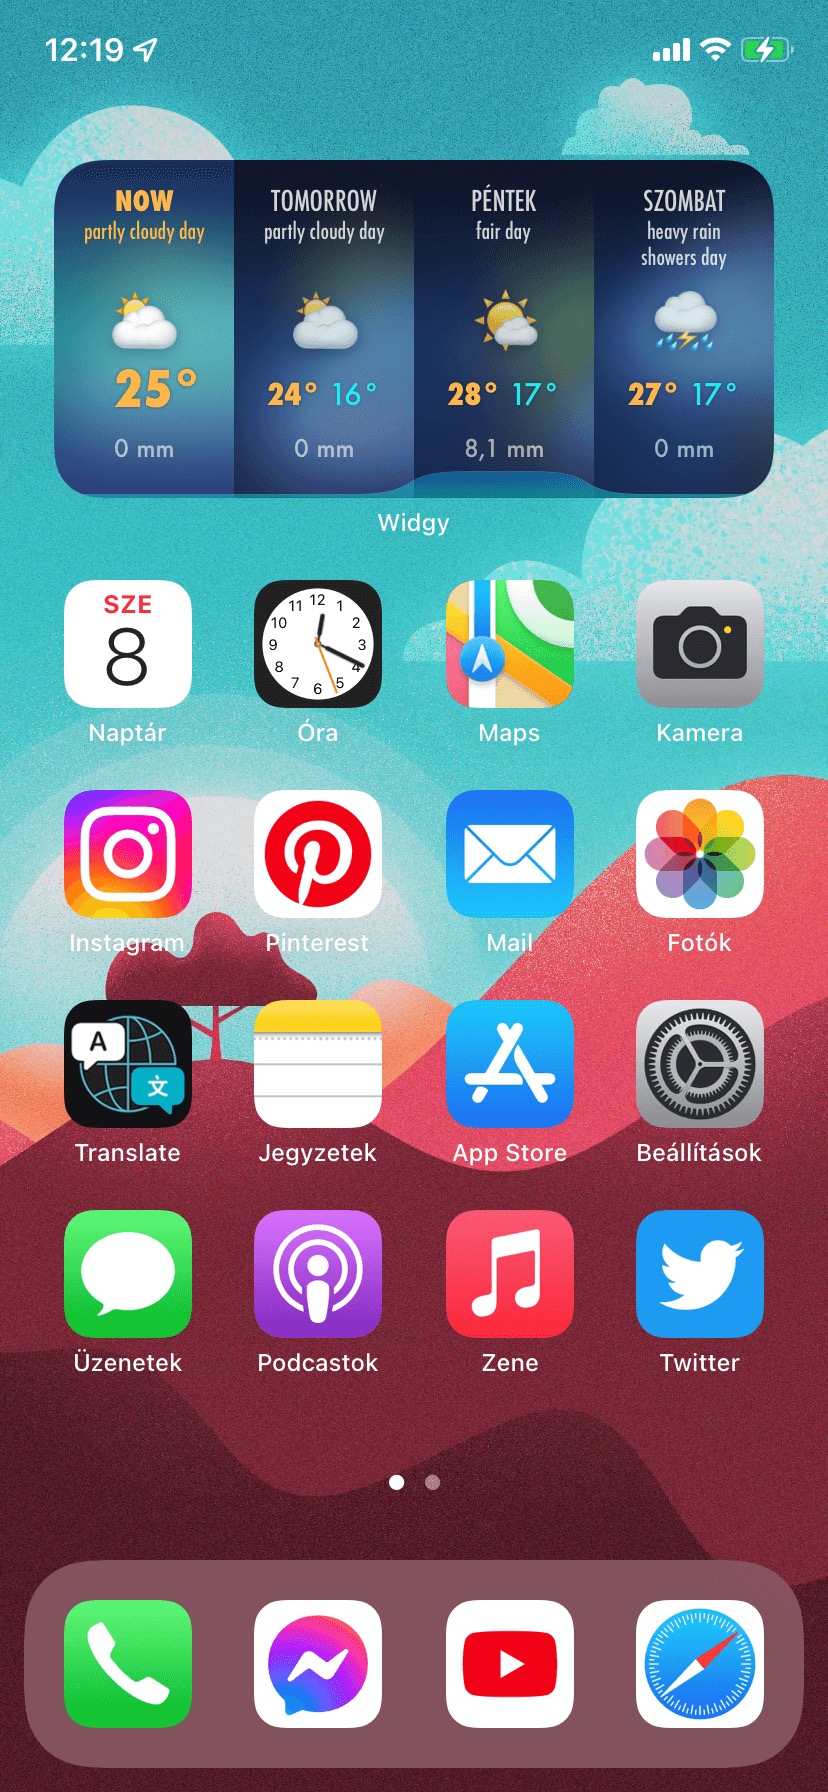 12:19
NOW
partly cloudy day
25°
0 mm
TOMORROW
partly cloudy day
24° 16°
0 mm
PÉNTEK
fair day
28° 17°
8,1 mm
SZOMBAT
heavy rain
showers day
27° 17°
0 mm
Widgy
SZE
8
12
1
2
3
4
5
6
7
8
9
10
11
Naptár
Óra
Maps
Kamera
Instagram
Pinterest
Mail
Fotók
A
文
Translate
Jegyzetek
App Store
Beállítások
Üzenetek
Podcastok
Zene
Twitter